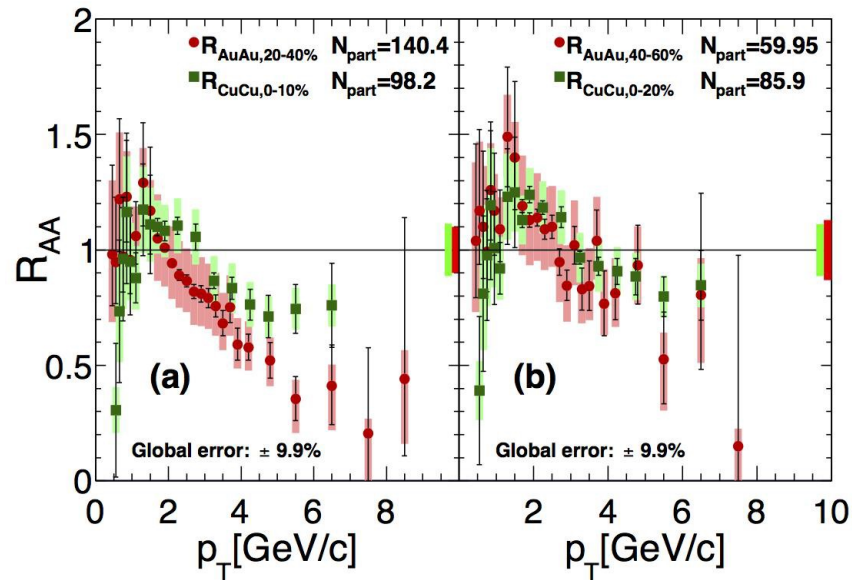 R_AuAu,20-40% N_part=140.4
R_CuCu,0-10% N_part=98.2
R_AuAu,40-60% N_part=59.95
R_CuCu,0-20% N_part=85.9
2
1.5
1
0.5
0
R_AA
(a)
(b)
Global error: ± 9.9%
Global error: ± 9.9%
0 2 4 6 8
2 4 6 8 10
p_T[GeV/c]
p_T[GeV/c]